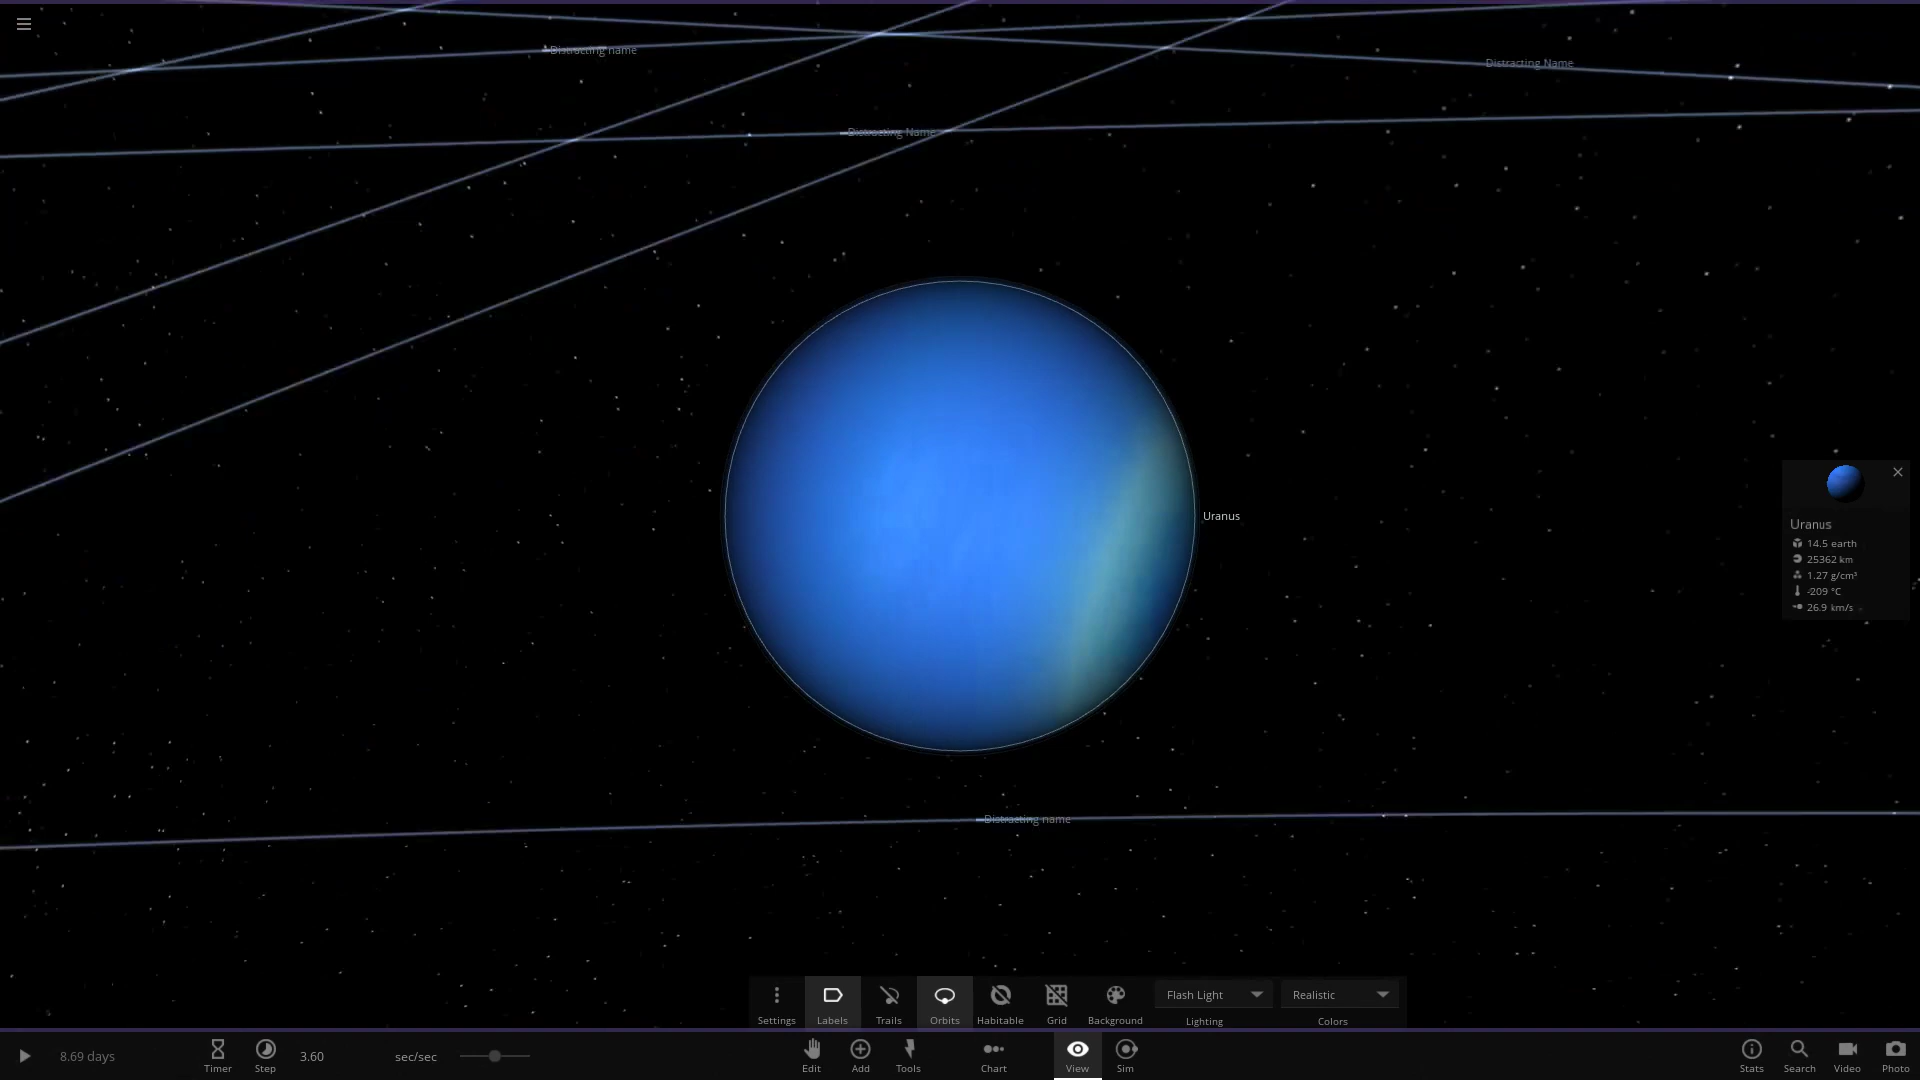 Distracting name
Distracting Name
Distracting Name
Uranus
Uranus
14.5 earth
25362 km
1.27 g/cm³
-209 °C
26.9 km/s
Distracting name
Flash Light
Realistic
Settings
Labels
Trails
Orbits
Habitable
Grid
Background
Lighting
Colors
8.69 days
3.60
sec/sec
Timer
Step
Edit
Add
Tools
Chart
View
Sim
Stats
Search
Video
Photo